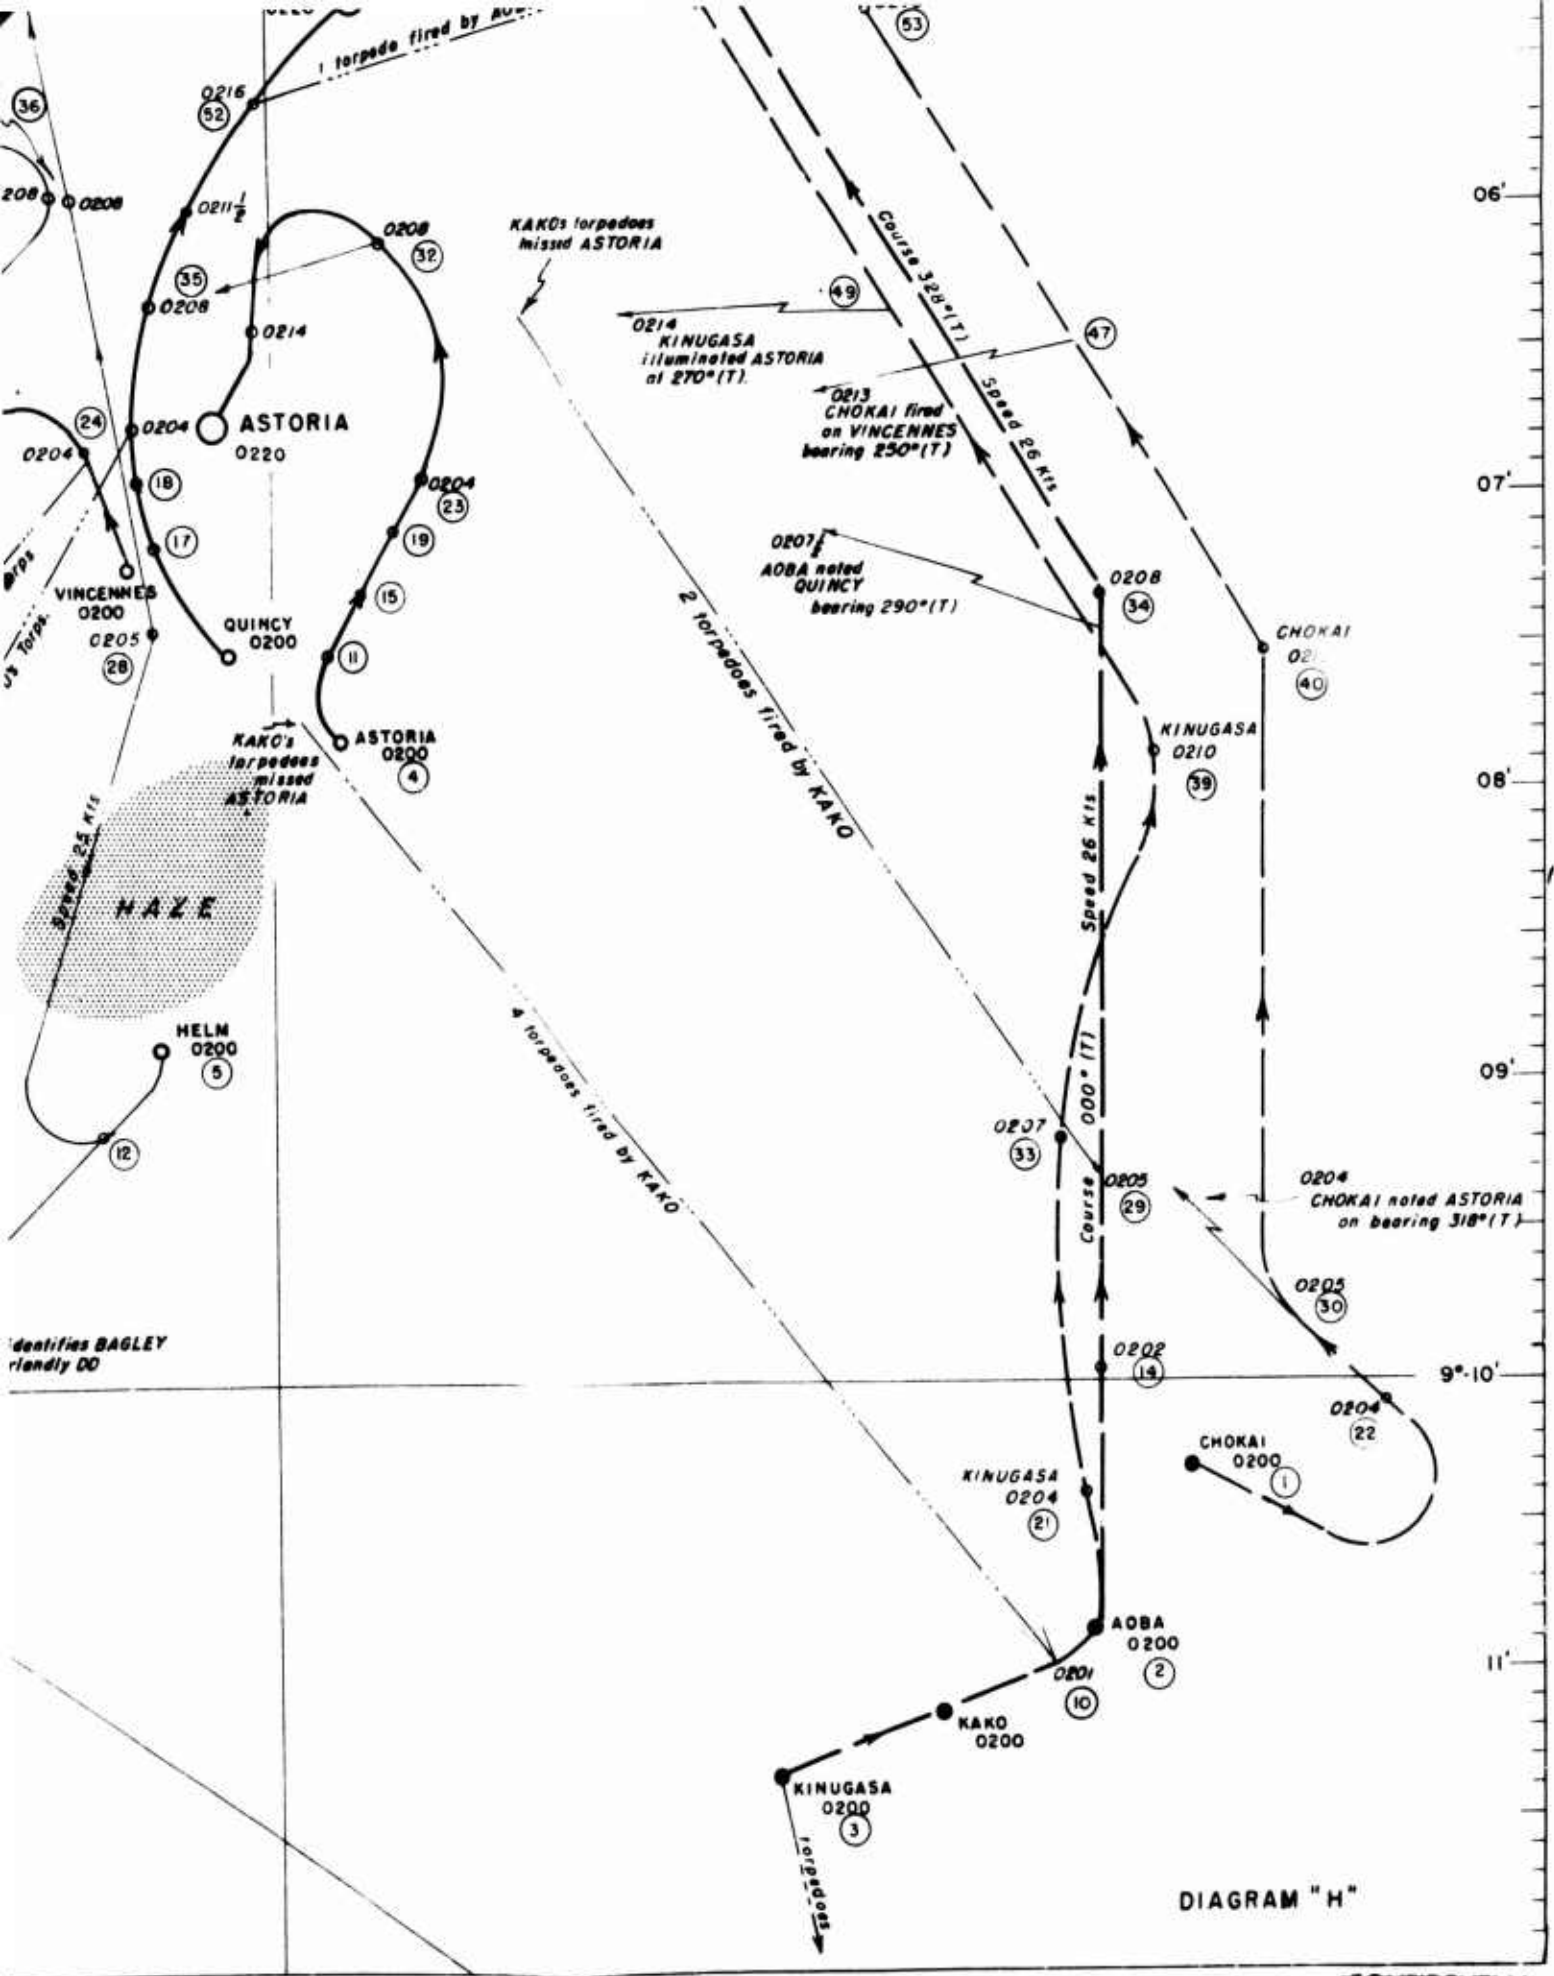 53
1 torpedo fired by
0216
52
36
208
0208
0211½
06'
KAKOs torpedoes
missed ASTORIA
0208
32
35
0208
0214
Course 328°(T)
Speed 26 Kts
49
0214
KINUGASA
illuminated ASTORIA
at 270°(T).
47
0213
CHOKAI fired
on VINCENNES
bearing 250°(T)
24
0204
0204
ASTORIA
0220
18
0204
23
07'
17
19
VINCENNES
0200
0205
28
QUINCY
0200
15
11
0207½
AOBA noted
QUINCY
bearing 290°(T)
0208
34
CHOKAI
40
2 torpedoes fired by KAKO
KAKO's
torpedoes
missed
ASTORIA
ASTORIA
0200
4
KINUGASA
0210
39
08'
Torps.
Speed 25 Kts
HAZE
Speed 26 Kts
HELM
0200
5
12
4 torpedoes fired by KAKO
Course 000° (T)
09'
0207
33
0205
29
0204
CHOKAI noted ASTORIA
on bearing 318°(T)
0205
30
identifies BAGLEY
DD
0202
14
9°-10'
0204
22
CHOKAI
0200
1
KINUGASA
0204
21
AOBA
0200
2
11'
0201
10
KAKO
0200
KINUGASA
0200
3
torpedoes
DIAGRAM "H"